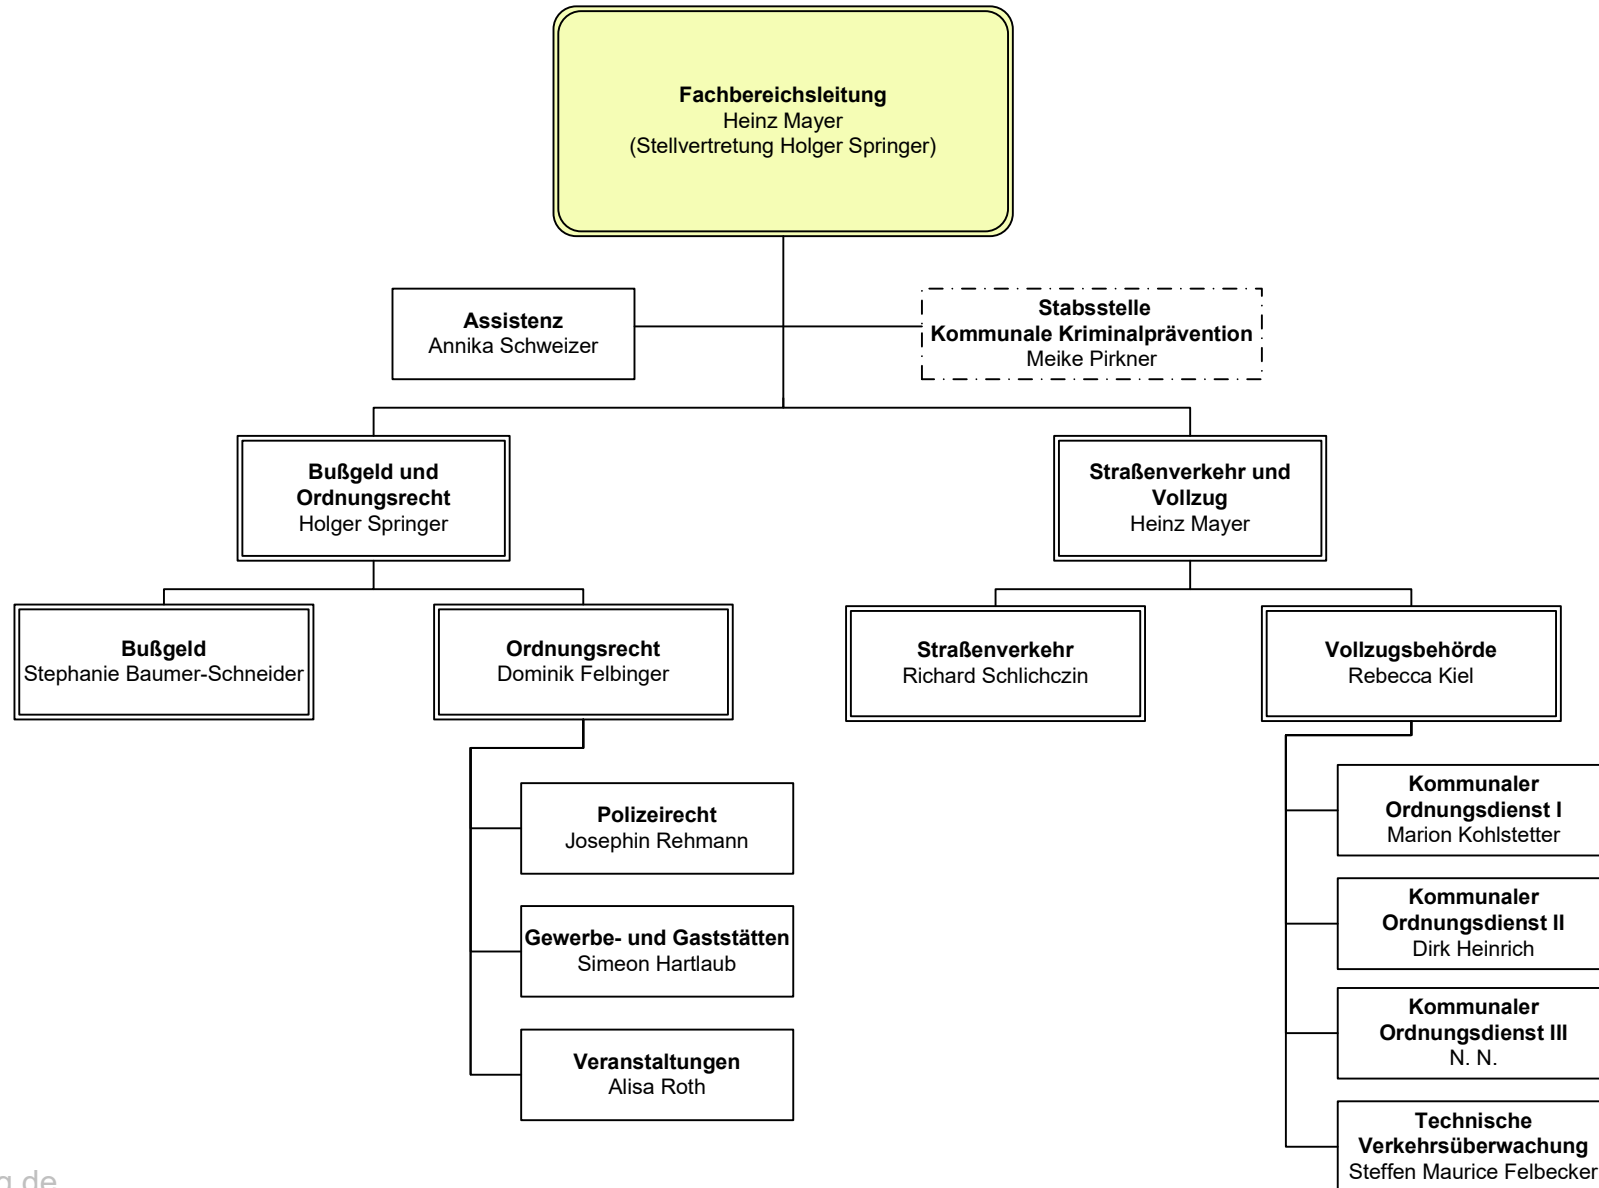 Fachbereichsleitung
Heinz Mayer
(Stellvertretung Holger Springer)
Assistenz
Annika Schweizer
Stabsstelle
Kommunale Kriminalprävention
Meike Pirkner
Bußgeld und
Ordnungsrecht
Holger Springer
Straßenverkehr und
Vollzug
Heinz Mayer
Bußgeld
Stephanie Baumer-Schneider
Ordnungsrecht
Dominik Felbinger
Straßenverkehr
Richard Schlichczin
Vollzugsbehörde
Rebecca Kiel
Polizeirecht
Josephin Rehmann
Gewerbe- und Gaststätten
Simeon Hartlaub
Veranstaltungen
Alisa Roth
Kommunaler
Ordnungsdienst I
Marion Kohlstetter
Kommunaler
Ordnungsdienst II
Dirk Heinrich
Kommunaler
Ordnungsdienst III
N. N.
Technische
Verkehrsüberwachung
Steffen Maurice Felbecker